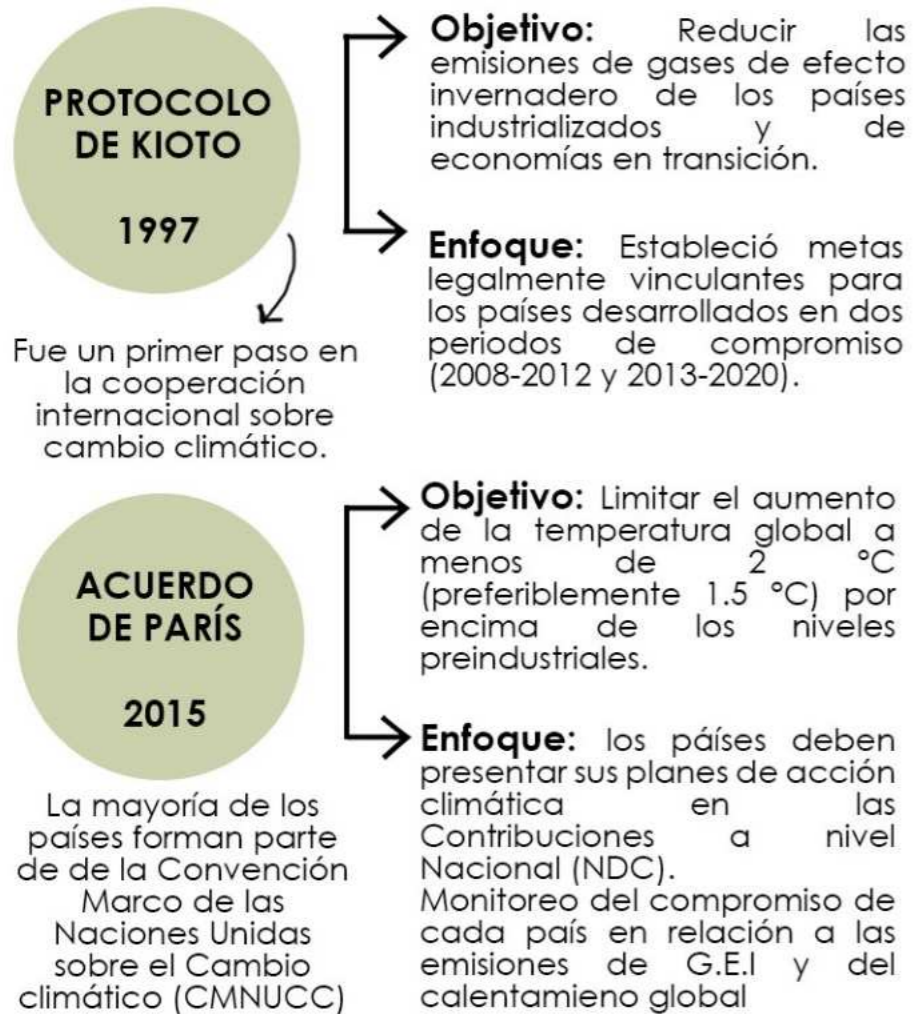 PROTOCOLO
DE KIOTO
1997
Fue un primer paso en
la cooperación
internacional sobre
cambio climático.
Objetivo: Reducir las
emisiones de gases de efecto
invernadero de los países
industrializados y de
economías en transición.
Enfoque: Estableció metas
legalmente vinculantes para
los países desarrollados en dos
periodos de compromiso
(2008-2012 y 2013-2020).
ACUERDO
DE PARÍS
2015
La mayoría de los
países forman parte
de de la Convención
Marco de las
Naciones Unidas
sobre el Cambio
climático (CMNUCC)
Objetivo: Limitar el aumento
de la temperatura global a
menos de 2 °C
(preferiblemente 1.5 °C) por
encima de los niveles
preindustriales.
Enfoque: los páíses deben
presentar sus planes de acción
climática en las
Contribuciones a nivel
Nacional (NDC).
Monitoreo del compromiso de
cada país en relación a las
emisiones de G.E.I y del
calentamieno global